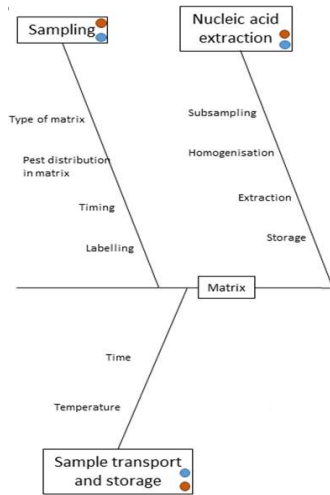 Sampling
Nucleic acid
extraction
Type of matrix
Pest distribution
in matrix
Timing
Labelling
Subsampling
Homogenisation
Extraction
Storage
Matrix
Time
Temperature
Sample transport
and storage